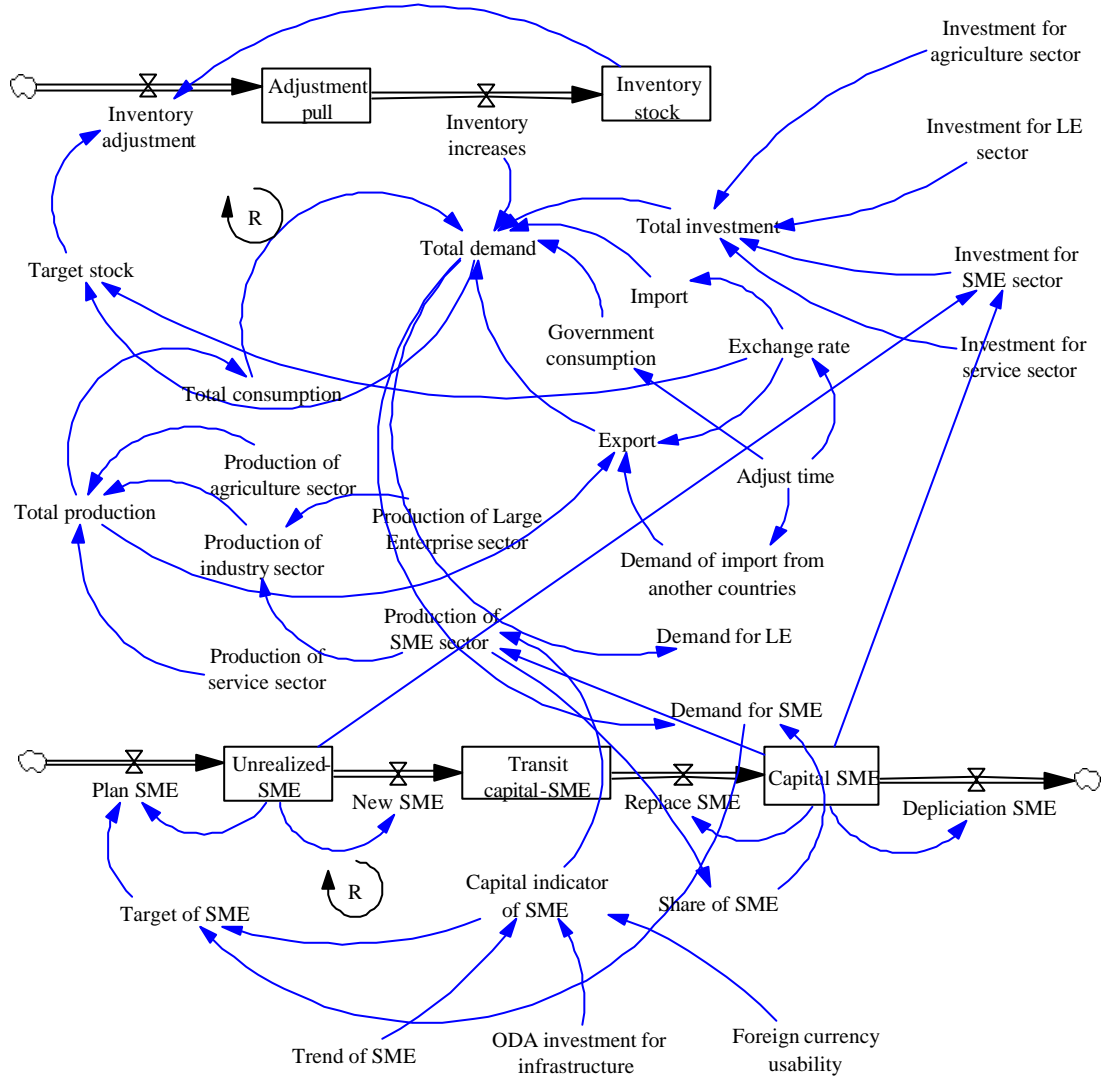 Investment for
agriculture sector
Adjustment
pull
Inventory
stock
Inventory
adjustment
Inventory
increases
Investment for LE
sector
R
Total investment
Total demand
Target stock
Investment for
SME sector
Import
Government
consumption
Exchange rate
Investment for
service sector
Total consumption
Export
Production of
agriculture sector
Adjust time
Total production
Production of Large
Enterprise sector
Production of
industry sector
Demand of import from
another countries
Production of
SME sector
Demand for LE
Production of
service sector
Demand for SME
Unrealized-
SME
Transit
capital-SME
Capital SME
Plan SME
New SME
Replace SME
Depliciation SME
R
Capital indicator
of SME
Share of SME
Target of SME
Trend of SME
ODA investment for
infrastructure
Foreign currency
usability